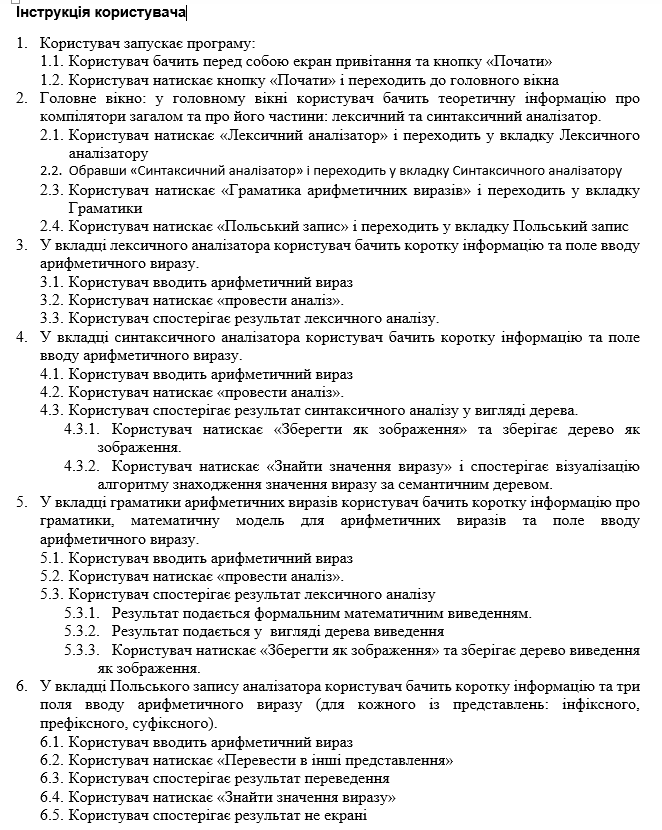 Інструкція користувача
1. Користувач запускає програму:
1.1. Користувач бачить перед собою екран привітання та кнопку «Почати»
1.2. Користувач натискає кнопку «Почати» і переходить до головного вікна
2. Головне вікно: у головному вікні користувач бачить теоретичну інформацію про
компілятори загалом та про його частини: лексичний та синтаксичний аналізатор.
2.1. Користувач натискає «Лексичний аналізатор» і переходить у вкладку Лексичного
аналізатору
2.2. Обравши «Синтаксичний аналізатор» і переходить у вкладку Синтаксичного аналізатору
2.3. Користувач натискає «Граматика арифметичних виразів» і переходить у вкладку
Граматики
2.4. Користувач натискає «Польський запис» і переходить у вкладку Польський запис
3. У вкладці лексичного аналізатора користувач бачить коротку інформацію та поле вводу
арифметичного виразу.
3.1. Користувач вводить арифметичний вираз
3.2. Користувач натискає «провести аналіз».
3.3. Користувач спостерігає результат лексичного аналізу.
4. У вкладці синтаксичного аналізатора користувач бачить коротку інформацію та поле
вводу арифметичного виразу.
4.1. Користувач вводить арифметичний вираз
4.2. Користувач натискає «провести аналіз».
4.3. Користувач спостерігає результат синтаксичного аналізу у вигляді дерева.
4.3.1. Користувач натискає «Зберегти як зображення» та зберігає дерево як
зображення.
4.3.2. Користувач натискає «Знайти значення виразу» і спостерігає візуалізацію
алгоритму знаходження значення виразу за семантичним деревом.
5. У вкладці граматики арифметичних виразів користувач бачить коротку інформацію про
граматики, математичну модель для арифметичних виразів та поле вводу
арифметичного виразу.
5.1. Користувач вводить арифметичний вираз
5.2. Користувач натискає «провести аналіз».
5.3. Користувач спостерігає результат лексичного аналізу
5.3.1. Результат подається формальним математичним виведенням.
5.3.2. Результат подається у вигляді дерева виведення
5.3.3. Користувач натискає «Зберегти як зображення» та зберігає дерево виведення
як зображення.
6. У вкладці Польського запису аналізатора користувач бачить коротку інформацію та три
поля вводу арифметичного виразу (для кожного із представлень: інфіксного,
префіксного, суфіксного).
6.1. Користувач вводить арифметичний вираз
6.2. Користувач натискає «Перевести в інші представлення»
6.3. Користувач спостерігає результат переведення
6.4. Користувач натискає «Знайти значення виразу»
6.5. Користувач спостерігає результат не екрані